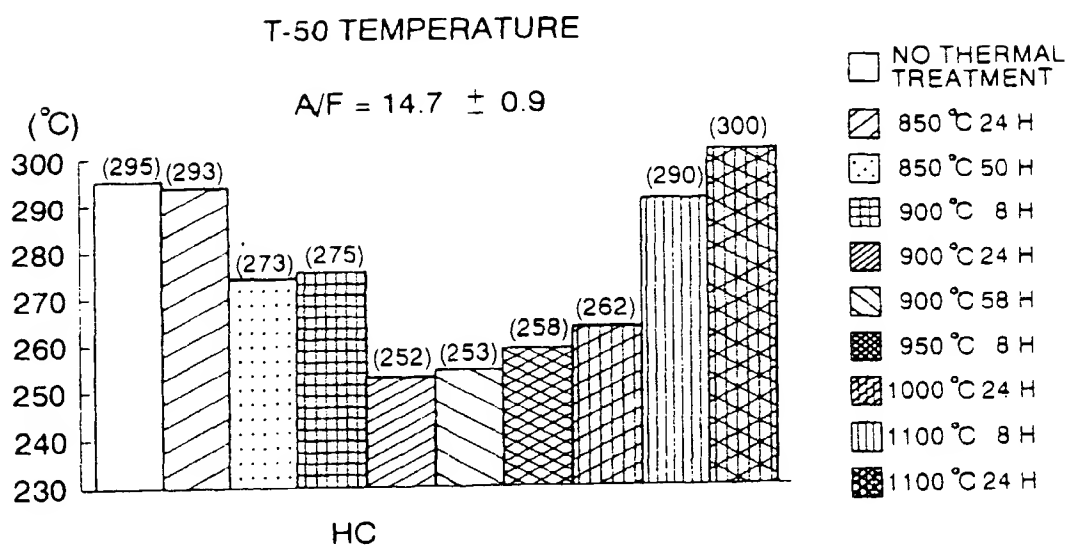 T-50 TEMPERATURE
A/F = 14.7 ± 0.9
(°C)
300
290
280
270
260
250
240
230
(295)
(293)
(273)
(275)
(252)
(253)
(258)
(262)
(290)
(300)
HC
NO THERMAL
TREATMENT
850 °C 24 H
850 °C 50 H
900 °C 8 H
900 °C 24 H
900 °C 58 H
950 °C 8 H
1000 °C 24 H
1100 °C 8 H
1100 °C 24 H